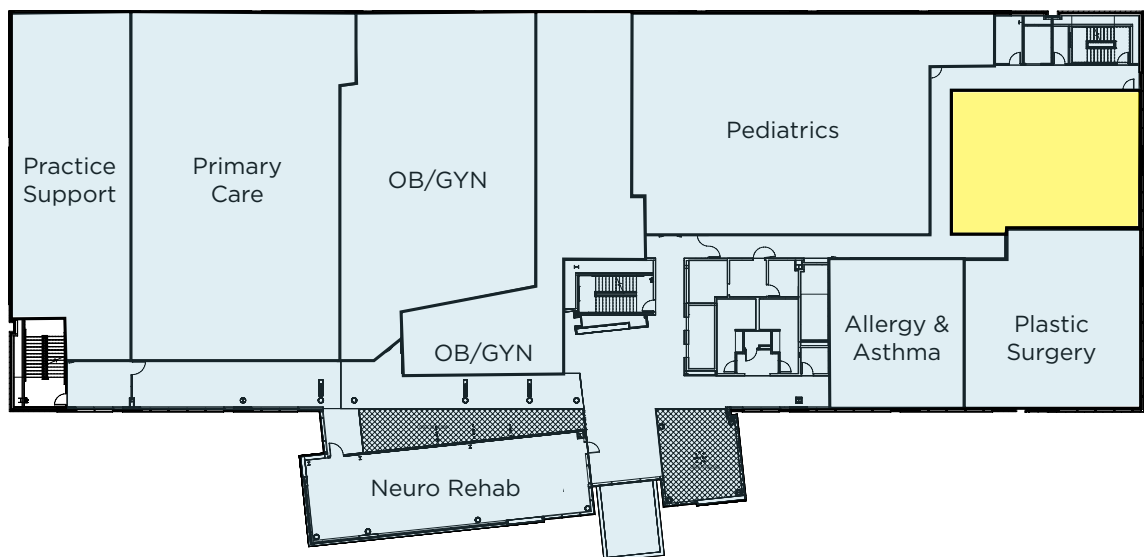 Practice
Support
Primary
Care
OB/GYN
Pediatrics
OB/GYN
Allergy &
Asthma
Plastic
Surgery
Neuro Rehab